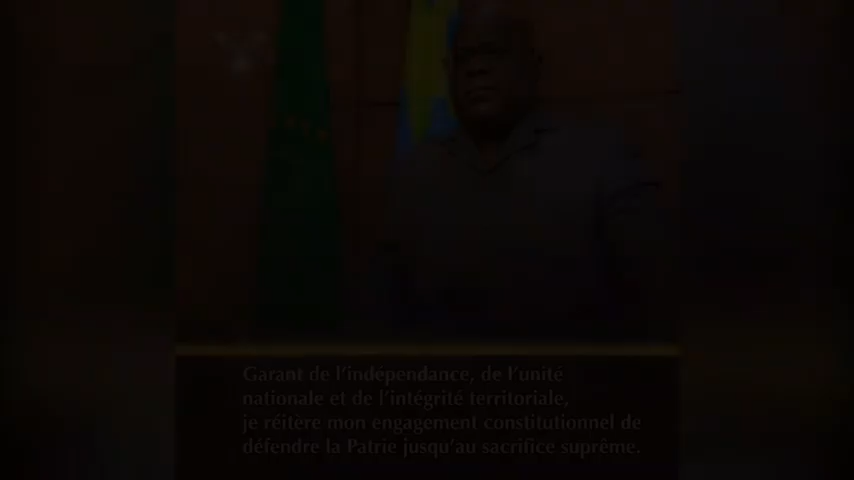 Garant de l'indépendance, de l'unité
nationale et de l'intégrité territoriale,
je réitère mon engagement constitutionnel de
défendre la Patrie jusqu'au sacrifice suprême.